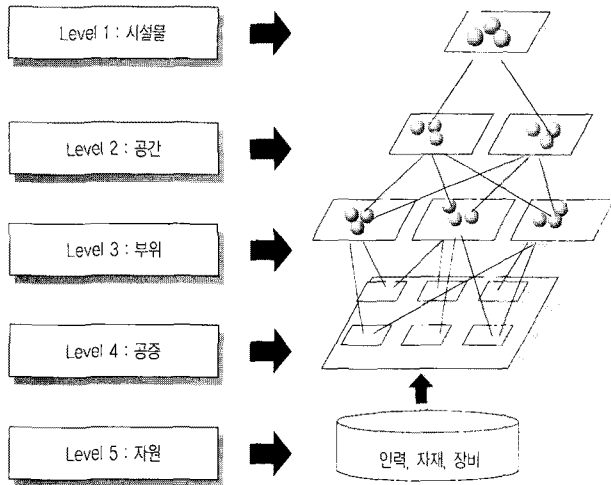 Level 1 : 시설물
Level 2 : 공간
Level 3 : 부위
Level 4 : 공종
Level 5 : 자원
인력, 자재, 장비